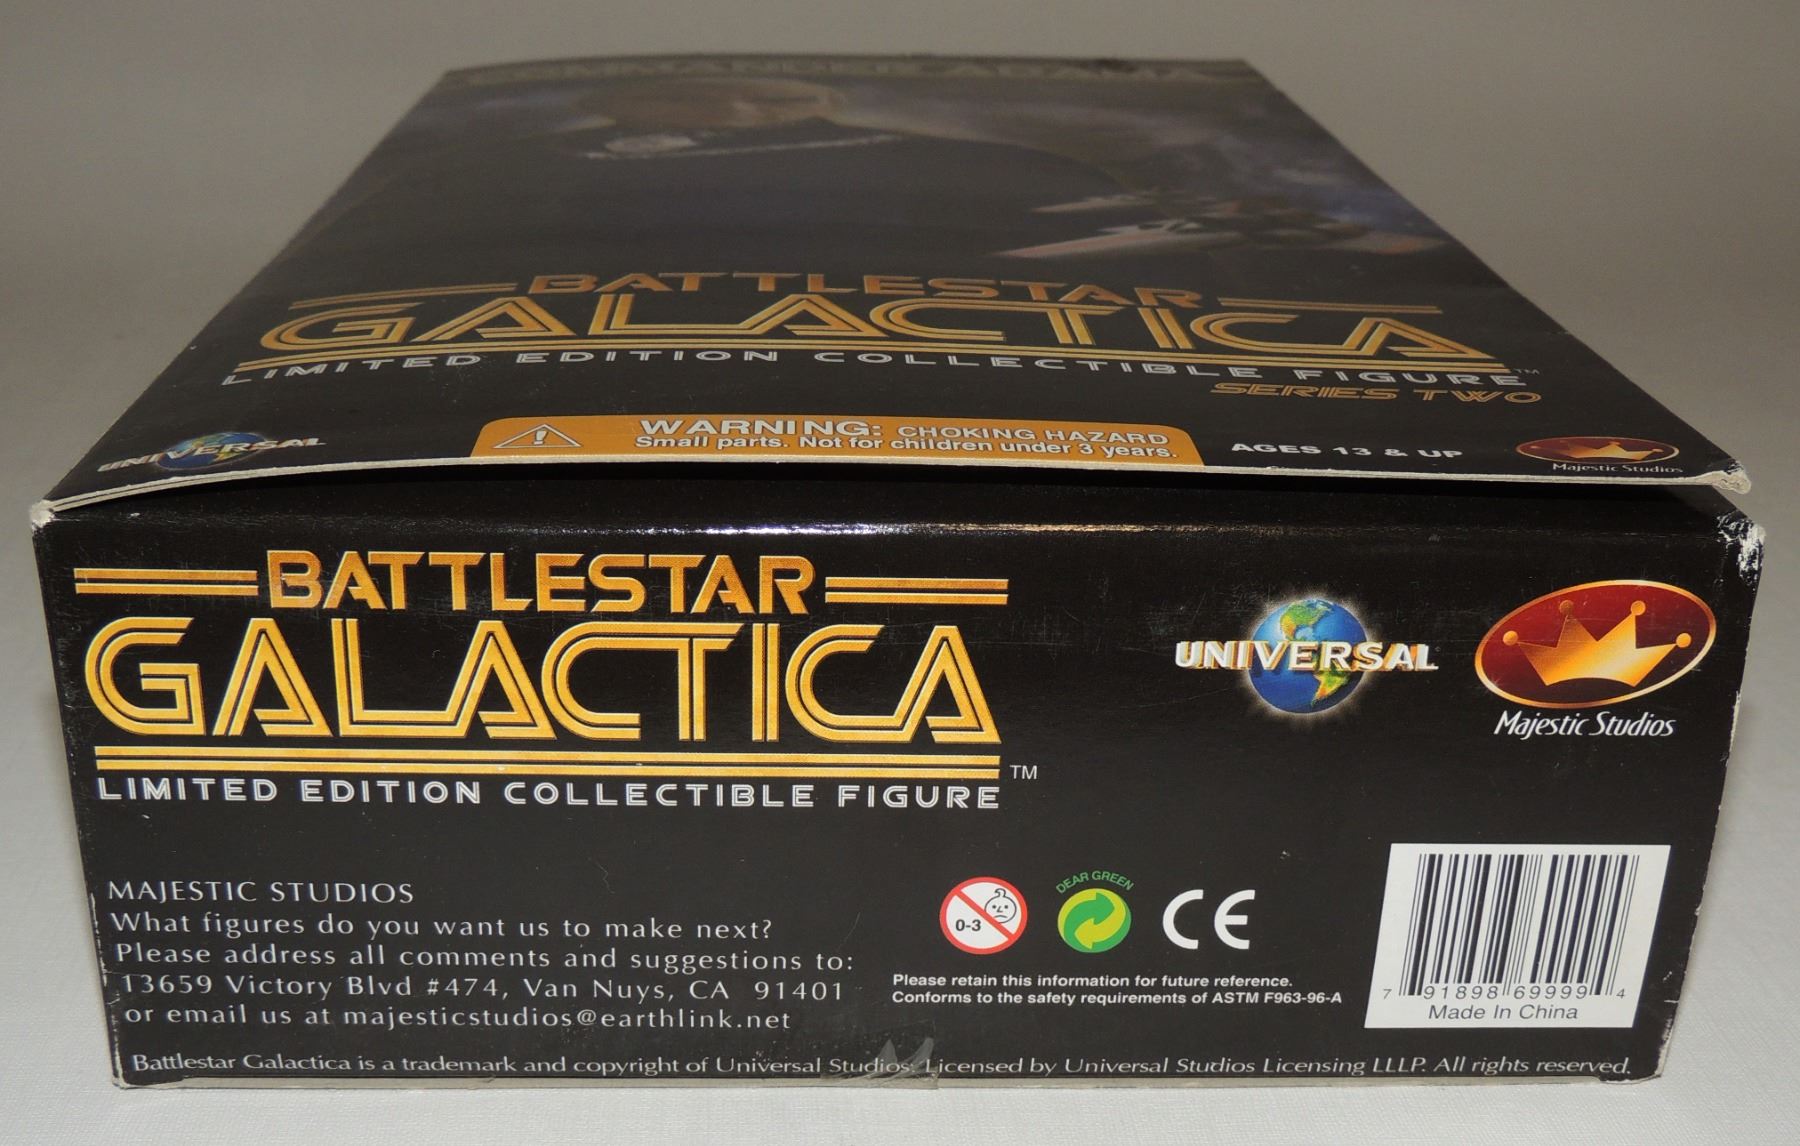 COMMANDER ADAMA
BATTLESTAR
GALACTICA
LIMITED EDITION COLLECTIBLE FIGURE™
SERIES TWO
UNIVERSAL
WARNING: CHOKING HAZARD
Small parts. Not for children under 3 years.
AGES 13 & UP
Majestic Studios
BATTLESTAR
GALACTICA
TM
LIMITED EDITION COLLECTIBLE FIGURE
UNIVERSAL
Majestic Studios
MAJESTIC STUDIOS
What figures do you want us to make next?
Please address all comments and suggestions to:
13659 Victory Blvd #474, Van Nuys, CA 91401
or email us at majesticstudios@earthlink.net
0-3
DEAR GREEN
CE
Please retain this information for future reference.
Conforms to the safety requirements of ASTM F963-96-A
7 91898 69999 4
Made In China
Battlestar Galactica is a trademark and copyright of Universal Studios. Licensed by Universal Studios Licensing LLLP. All rights reserved.